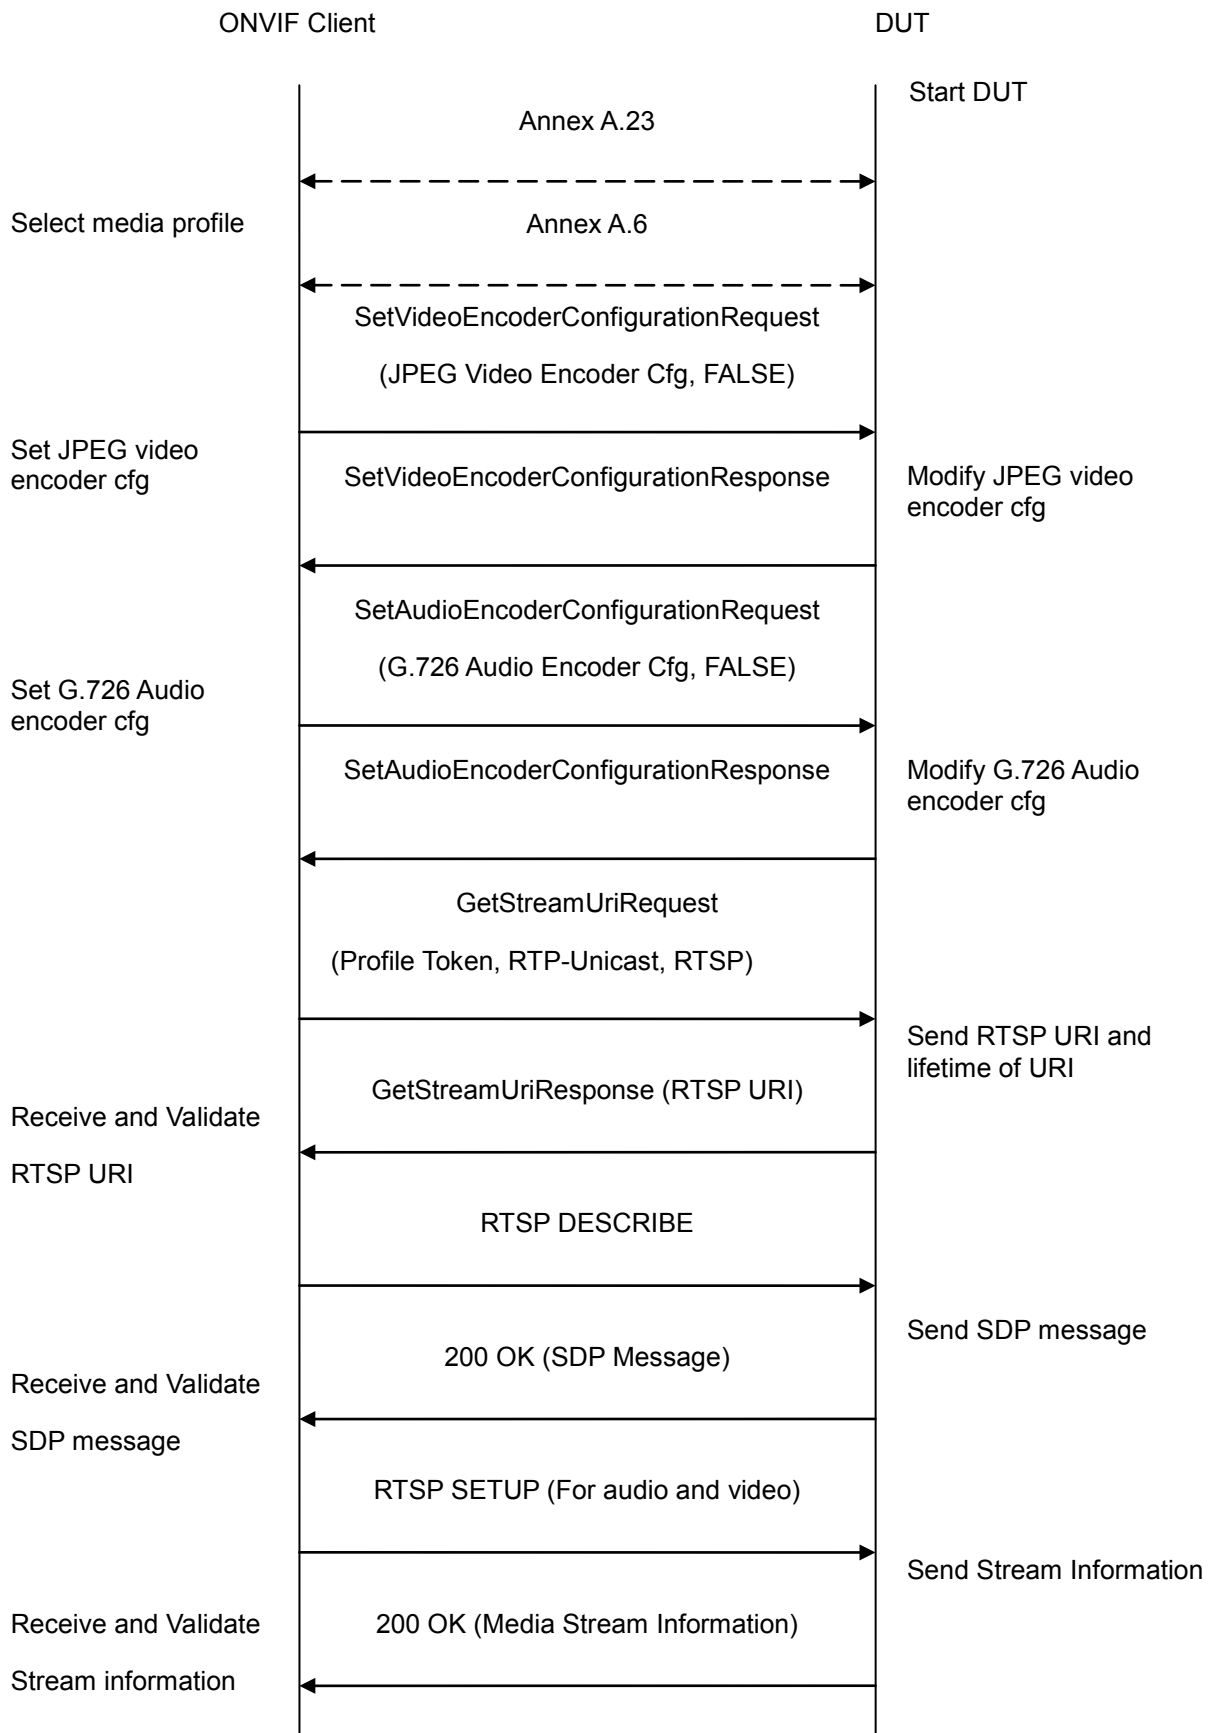 ONVIF Client
DUT
Start DUT
Annex A.23
Select media profile
Annex A.6
SetVideoEncoderConfigurationRequest
(JPEG Video Encoder Cfg, FALSE)
Set JPEG video
encoder cfg
SetVideoEncoderConfigurationResponse
Modify JPEG video
encoder cfg
SetAudioEncoderConfigurationRequest
(G.726 Audio Encoder Cfg, FALSE)
Set G.726 Audio
encoder cfg
SetAudioEncoderConfigurationResponse
Modify G.726 Audio
encoder cfg
GetStreamUriRequest
(Profile Token, RTP-Unicast, RTSP)
Send RTSP URI and
lifetime of URI
GetStreamUriResponse (RTSP URI)
Receive and Validate
RTSP URI
RTSP DESCRIBE
Send SDP message
200 OK (SDP Message)
Receive and Validate
SDP message
RTSP SETUP (For audio and video)
Send Stream Information
Receive and Validate
Stream information
200 OK (Media Stream Information)